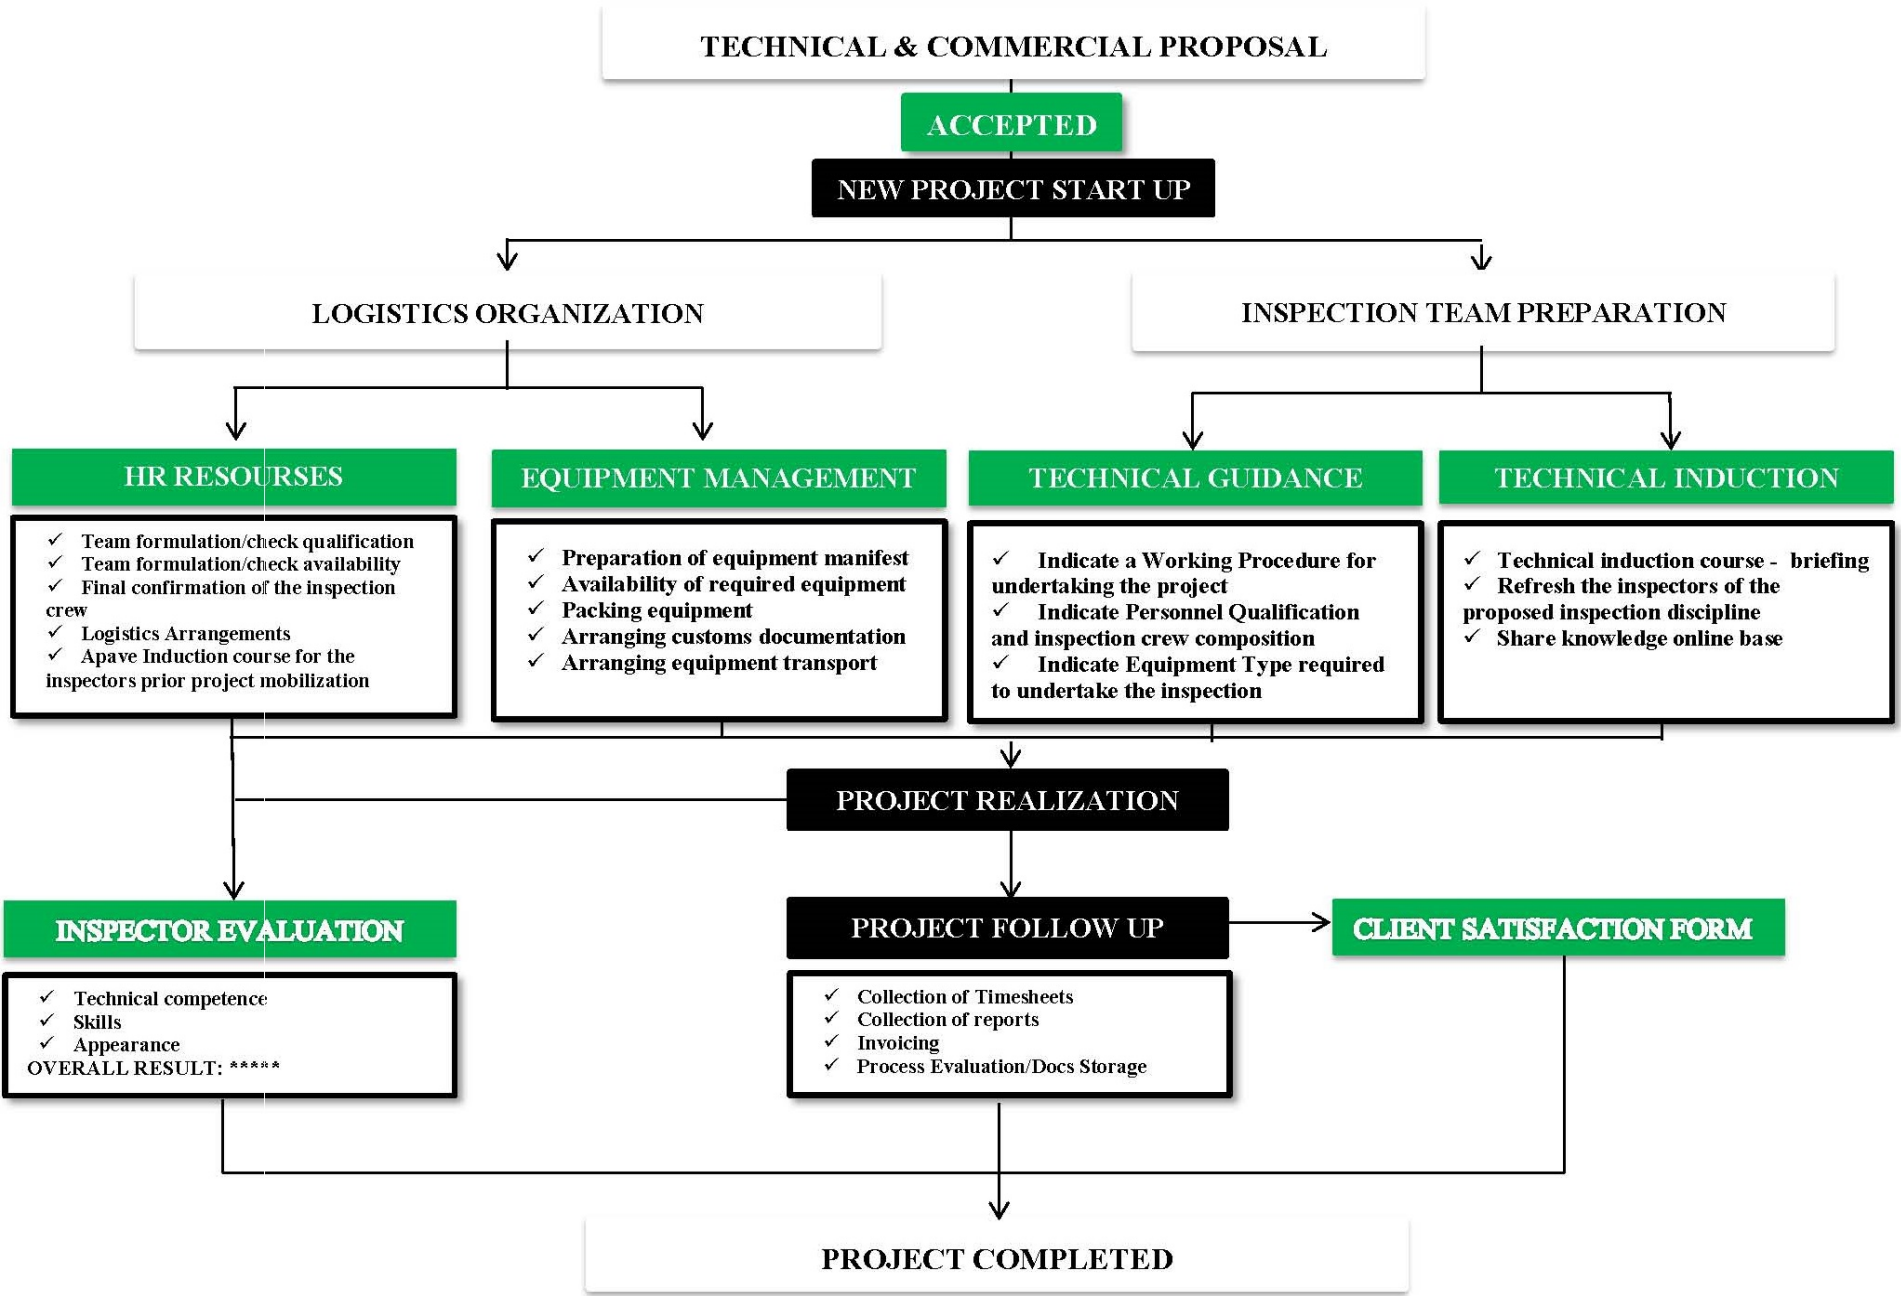 TECHNICAL & COMMERCIAL PROPOSAL
ACCEPTED
NEW PROJECT START UP
LOGISTICS ORGANIZATION
INSPECTION TEAM PREPARATION
HR RESOURSES
✓ Team formulation/check qualification
✓ Team formulation/check availability
✓ Final confirmation of the inspection
crew
✓ Logistics Arrangements
✓ Apave Induction course for the
inspectors prior project mobilization
EQUIPMENT MANAGEMENT
✓ Preparation of equipment manifest
✓ Availability of required equipment
✓ Packing equipment
✓ Arranging customs documentation
✓ Arranging equipment transport
TECHNICAL GUIDANCE
✓ Indicate a Working Procedure for
undertaking the project
✓ Indicate Personnel Qualification
and inspection crew composition
✓ Indicate Equipment Type required
to undertake the inspection
TECHNICAL INDUCTION
✓ Technical induction course - briefing
✓ Refresh the inspectors of the
proposed inspection discipline
✓ Share knowledge online base
PROJECT REALIZATION
INSPECTOR EVALUATION
✓ Technical competence
✓ Skills
✓ Appearance
OVERALL RESULT: *****
PROJECT FOLLOW UP
✓ Collection of Timesheets
✓ Collection of reports
✓ Invoicing
✓ Process Evaluation/Docs Storage
CLIENT SATISFACTION FORM
PROJECT COMPLETED